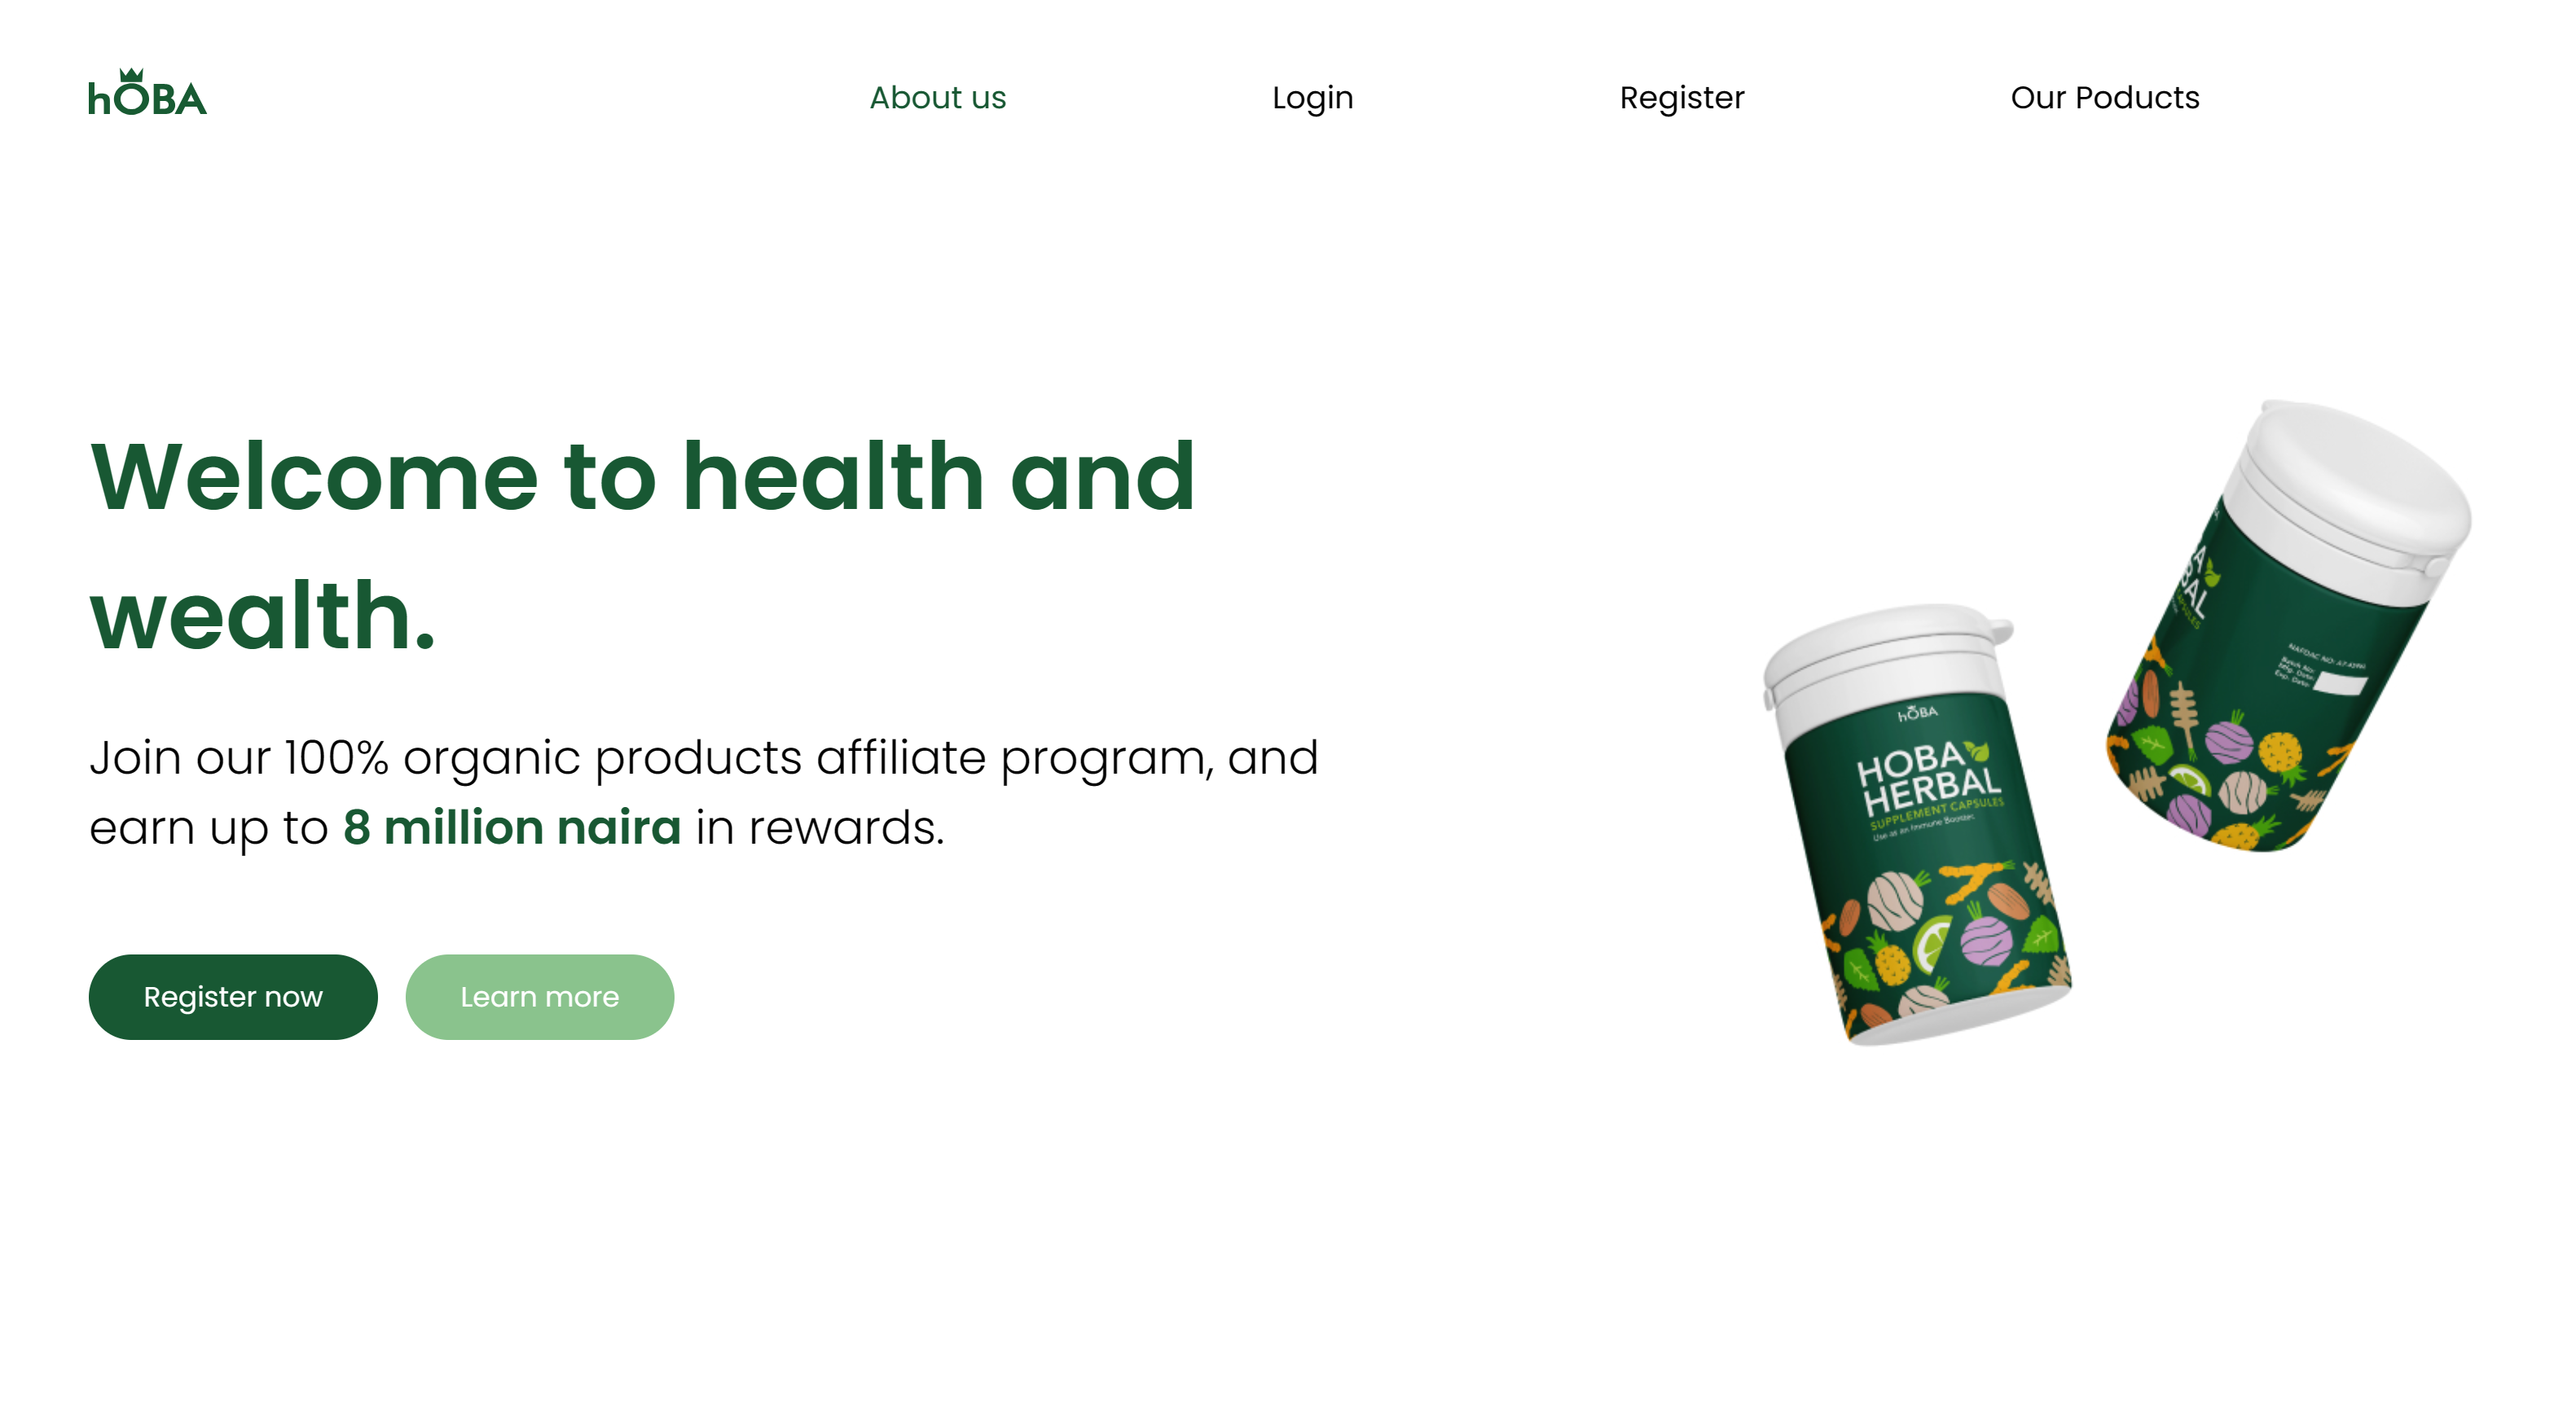 hOBA
About us
Login
Register
Our Poducts
Welcome to health and
wealth.
Join our 100% organic products affiliate program, and
earn up to 8 million naira in rewards.
Register now
Learn more
hOBA
HOBA
HERBAL
SUPPLEMENT CAPSULES
Use as an Immune Booster.
NAFDAC NO:
Batch No:
Mfg. Date:
Exp. Date: